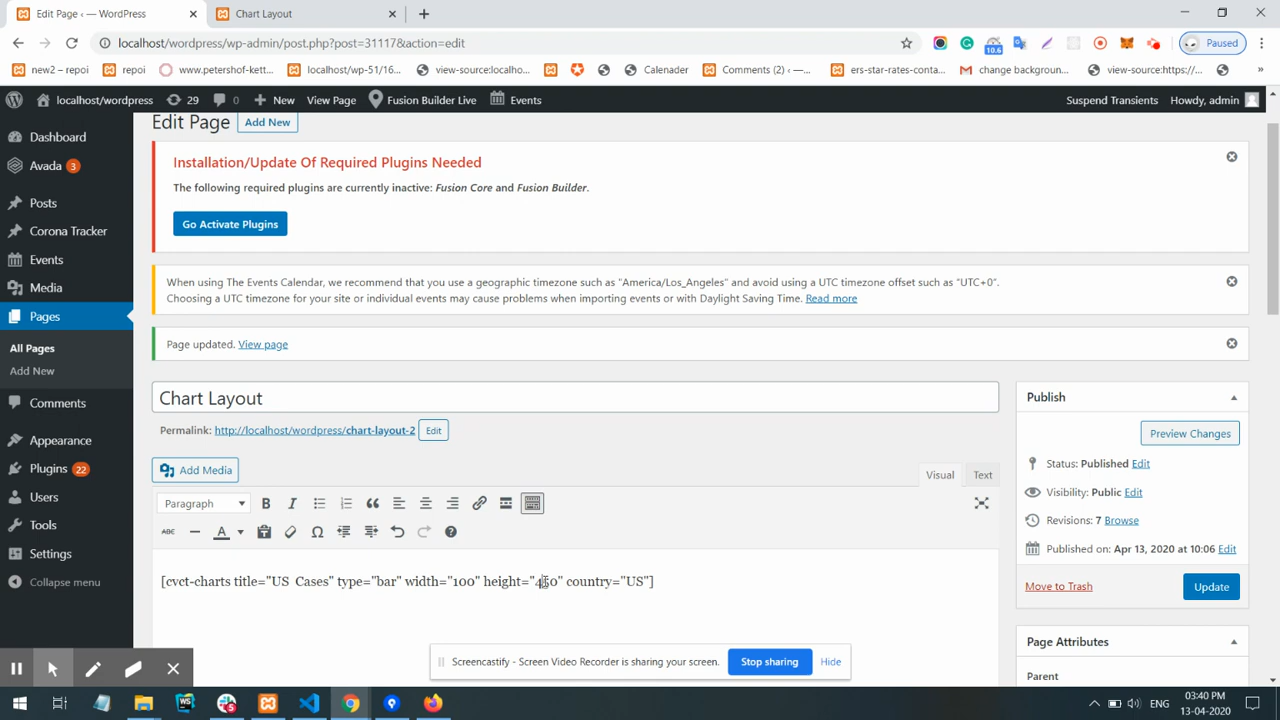 Edit Page ‹ — WordPress
Chart Layout
localhost/wordpress/wp-admin/post.php?post=31117&action=edit
10.6
Paused
new2 – repoi
repoi
www.petershof-kett...
localhost/wp-51/16...
view-source:localho...
Calenader
Comments (2) ‹ —...
ers-star-rates-conta...
change backgroun...
view-source:https://...
»
localhost/wordpress
29
0
New
View Page
Fusion Builder Live
Events
Suspend Transients
Howdy, admin
Dashboard
Avada 3
Posts
Corona Tracker
Events
Media
Pages
All Pages
Add New
Comments
Appearance
Plugins 22
Users
Tools
Settings
Collapse menu
Edit Page
Add New
Installation/Update Of Required Plugins Needed
The following required plugins are currently inactive: Fusion Core and Fusion Builder.
Go Activate Plugins
When using The Events Calendar, we recommend that you use a geographic timezone such as "America/Los_Angeles" and avoid using a UTC timezone offset such as "UTC+0".
Choosing a UTC timezone for your site or individual events may cause problems when importing events or with Daylight Saving Time. Read more
Page updated. View page
Chart Layout
Permalink: http://localhost/wordpress/chart-layout-2 Edit
Add Media
Visual
Text
Paragraph
B I
ABC
A
Ω
[cvct-charts title="US Cases" type="bar" width="100" height="450" country="US"]
Publish
Preview Changes
Status: Published Edit
Visibility: Public Edit
Revisions: 7 Browse
Published on: Apr 13, 2020 at 10:06 Edit
Move to Trash
Update
Page Attributes
Parent
Screencastify - Screen Video Recorder is sharing your screen.
Stop sharing
Hide
WS
ENG
03:40 PM
13-04-2020